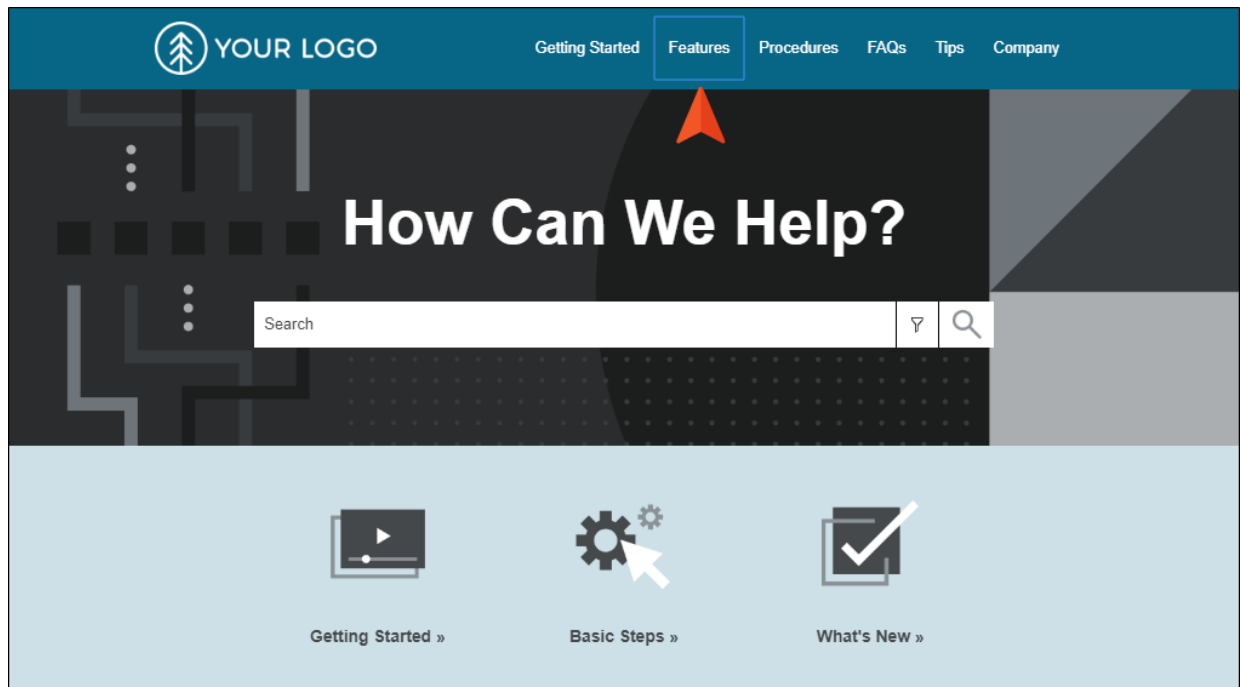 YOUR LOGO
Getting Started Features Procedures FAQs Tips Company
How Can We Help?
Search
Getting Started »
Basic Steps »
What's New »